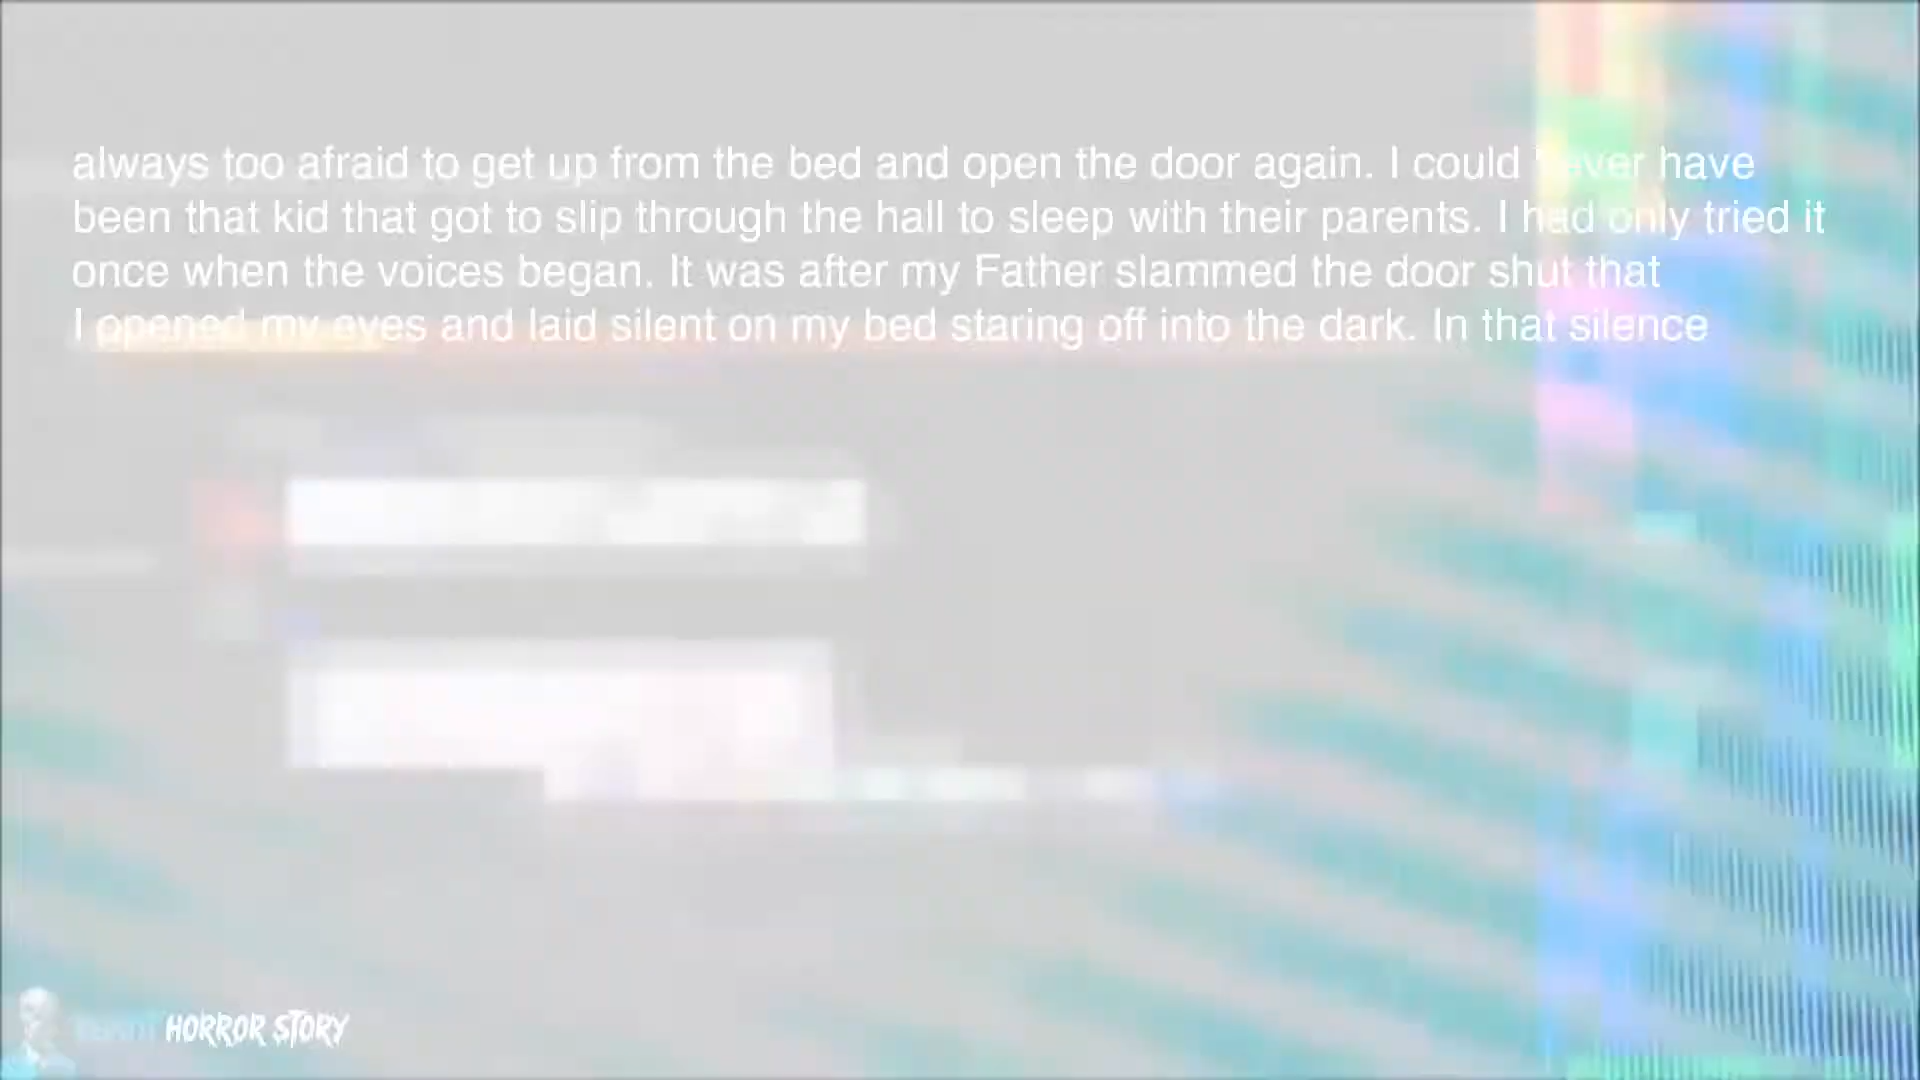 always too afraid to get up from the bed and open the door again. I could never have
been that kid that got to slip through the hall to sleep with their parents. I had only tried it
once when the voices began. It was after my Father slammed the door shut that
I opened my eyes and laid silent on my bed staring off into the dark. In that silence
HORROR STORY